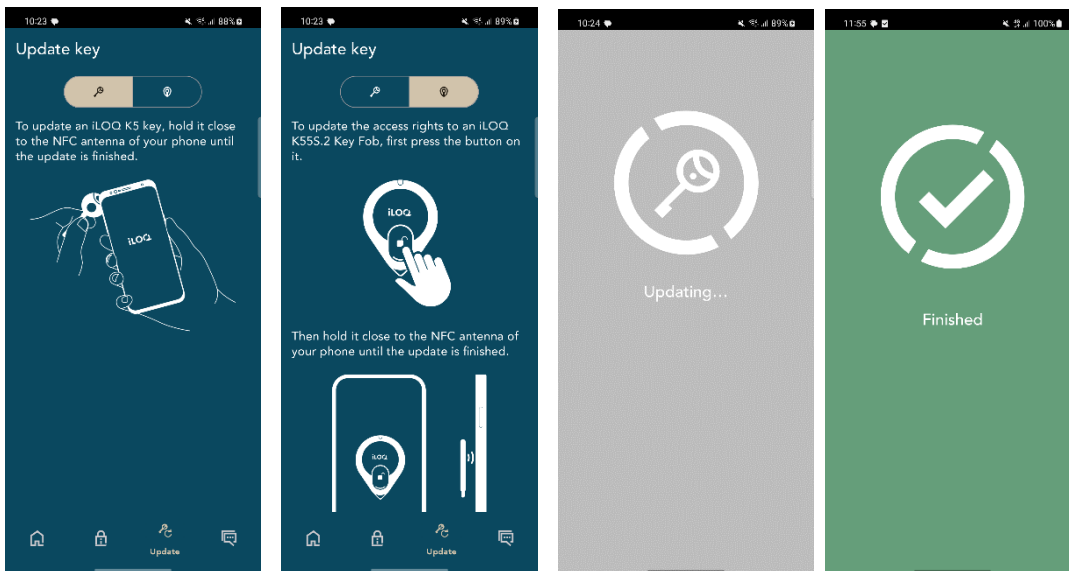 10:23
88%
Update key
To update an iLOQ K5 key, hold it close
to the NFC antenna of your phone until
the update is finished.
iLOQ
Update
10:23
89%
Update key
To update the access rights to an iLOQ
K55S.2 Key Fob, first press the button on
it.
iLOQ
Then hold it close to the NFC antenna of
your phone until the update is finished.
iLOQ
Update
10:24
89%
Updating...
11:55
100%
Finished